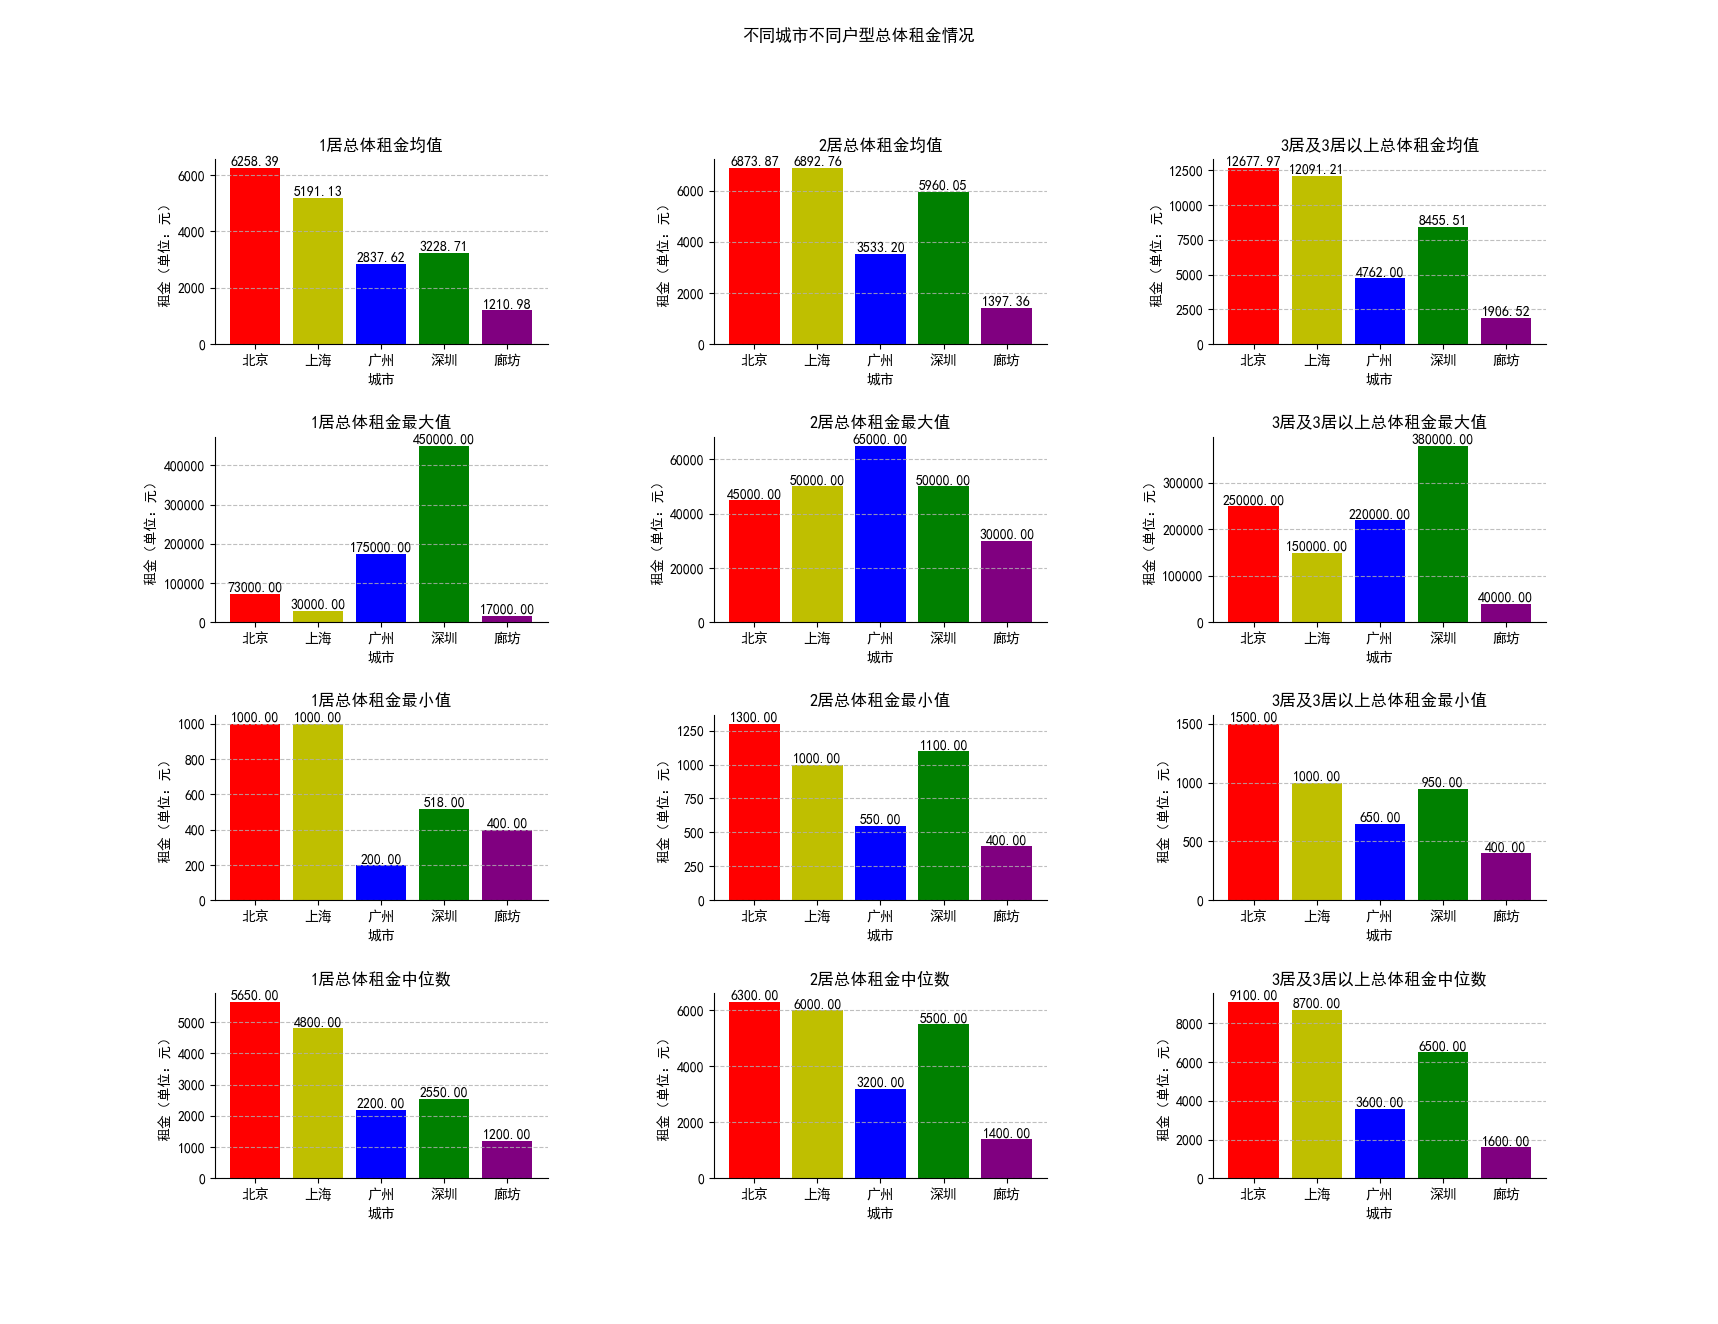 不同城市不同户型总体租金情况
1居总体租金均值
租金（单位：元）
6000
4000
2000
0
6258.39
5191.13
2837.62
3228.71
1210.98
北京 上海 广州 深圳 廊坊
城市
2居总体租金均值
租金（单位：元）
6000
4000
2000
0
6873.87
6892.76
3533.20
5960.05
1397.36
北京 上海 广州 深圳 廊坊
城市
3居及3居以上总体租金均值
租金（单位：元）
12500
10000
7500
5000
2500
0
12677.97
12091.21
4762.00
8455.51
1906.52
北京 上海 广州 深圳 廊坊
城市
1居总体租金最大值
租金（单位：元）
400000
300000
200000
100000
0
73000.00
30000.00
175000.00
450000.00
17000.00
北京 上海 广州 深圳 廊坊
城市
2居总体租金最大值
租金（单位：元）
60000
40000
20000
0
45000.00
50000.00
65000.00
50000.00
30000.00
北京 上海 广州 深圳 廊坊
城市
3居及3居以上总体租金最大值
租金（单位：元）
300000
200000
100000
0
250000.00
150000.00
220000.00
380000.00
40000.00
北京 上海 广州 深圳 廊坊
城市
1居总体租金最小值
租金（单位：元）
1000
800
600
400
200
0
1000.00
1000.00
200.00
518.00
400.00
北京 上海 广州 深圳 廊坊
城市
2居总体租金最小值
租金（单位：元）
1250
1000
750
500
250
0
1300.00
1000.00
550.00
1100.00
400.00
北京 上海 广州 深圳 廊坊
城市
3居及3居以上总体租金最小值
租金（单位：元）
1500
1000
500
0
1500.00
1000.00
650.00
950.00
400.00
北京 上海 广州 深圳 廊坊
城市
1居总体租金中位数
租金（单位：元）
5000
4000
3000
2000
1000
0
5650.00
4800.00
2200.00
2550.00
1200.00
北京 上海 广州 深圳 廊坊
城市
2居总体租金中位数
租金（单位：元）
6000
4000
2000
0
6300.00
6000.00
3200.00
5500.00
1400.00
北京 上海 广州 深圳 廊坊
城市
3居及3居以上总体租金中位数
租金（单位：元）
8000
6000
4000
2000
0
9100.00
8700.00
3600.00
6500.00
1600.00
北京 上海 广州 深圳 廊坊
城市